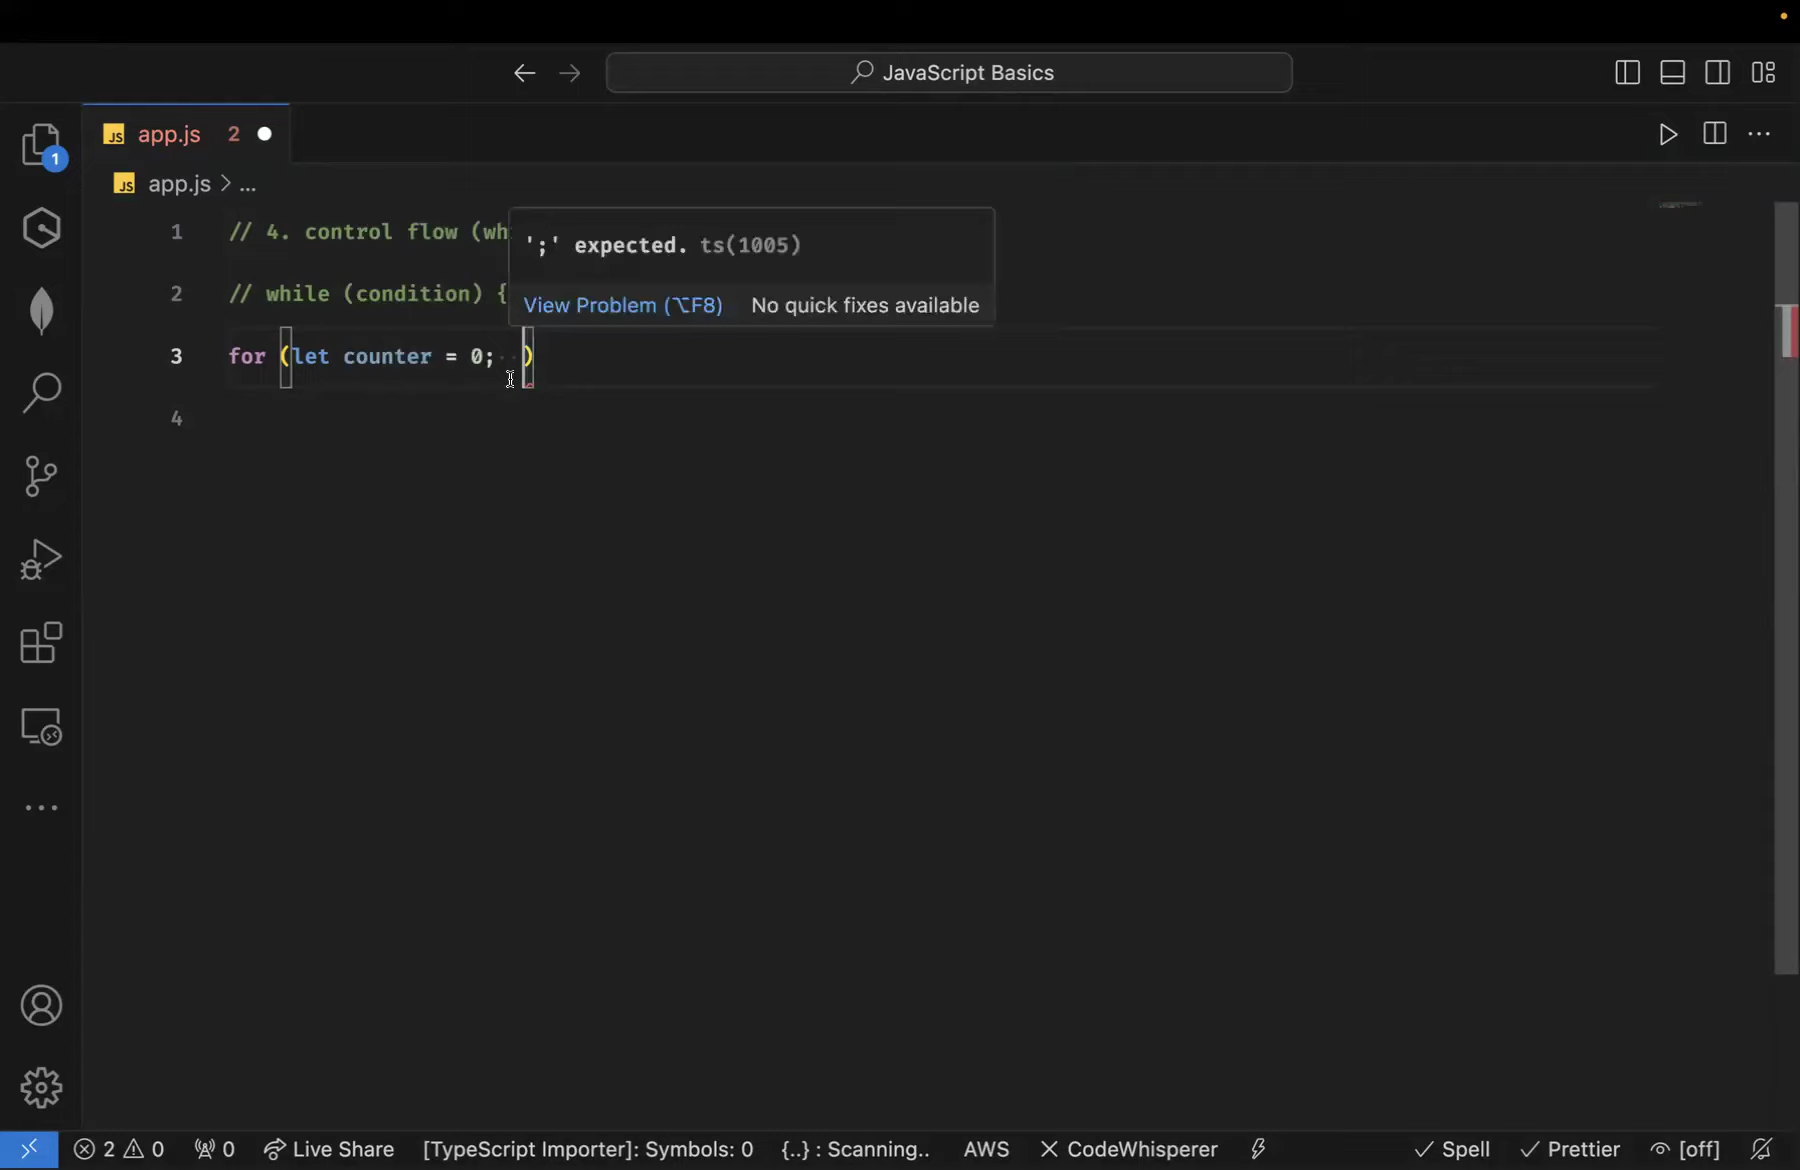 JavaScript Basics
JS app.js 2
JS app.js > ...
1 // 4. control flow (wh
';' expected. ts(1005)
2 // while (condition) {
View Problem (⌥F8) No quick fixes available
3 for (let counter = 0; )
4
1
2 0 0 Live Share [TypeScript Importer]: Symbols: 0 {..} : Scanning.. AWS CodeWhisperer Spell Prettier [off]